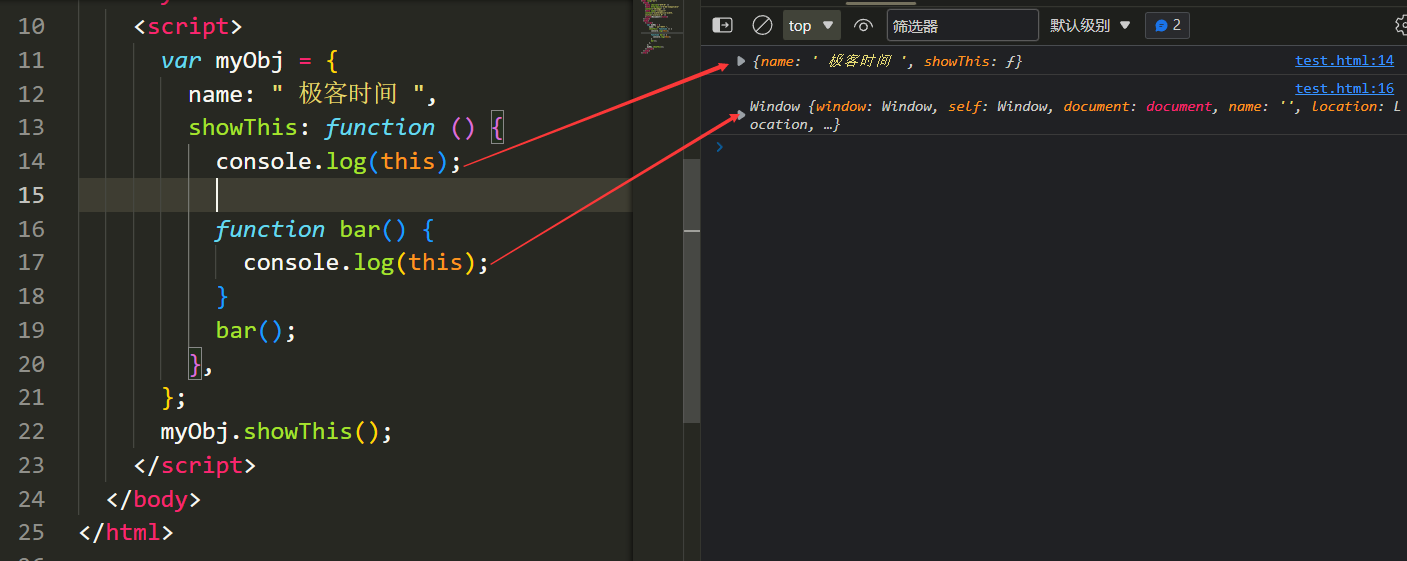 10 <script>
11 var myObj = {
12 name: " 极客时间 ",
13 showThis: function () {
14 console.log(this);
15
16 function bar() {
17 console.log(this);
18 }
19 bar();
20 },
21 };
22 myObj.showThis();
23 </script>
24 </body>
25 </html>
top ▼ 筛选器 默认级别 ▼ 2
{name: ' 极客时间 ', showThis: ƒ} test.html:14
test.html:16
Window {window: Window, self: Window, document: document, name: '', location: L
ocation, …}